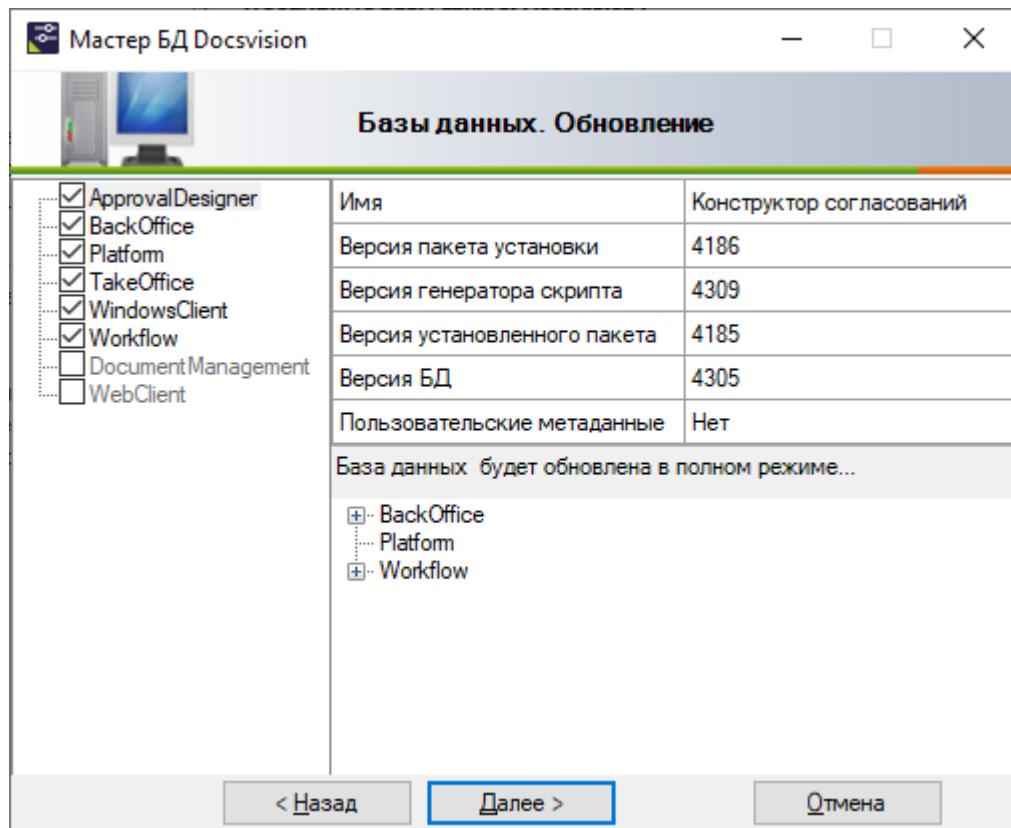 Мастер БД Docsvision
Базы данных. Обновление
ApprovalDesigner
BackOffice
Platform
TakeOffice
WindowsClient
Workflow
DocumentManagement
WebClient
Имя Конструктор согласований
Версия пакета установки 4186
Версия генератора скрипта 4309
Версия установленного пакета 4185
Версия БД 4305
Пользовательские метаданные Нет
База данных будет обновлена в полном режиме...
BackOffice
Platform
Workflow
< Назад Далее > Отмена